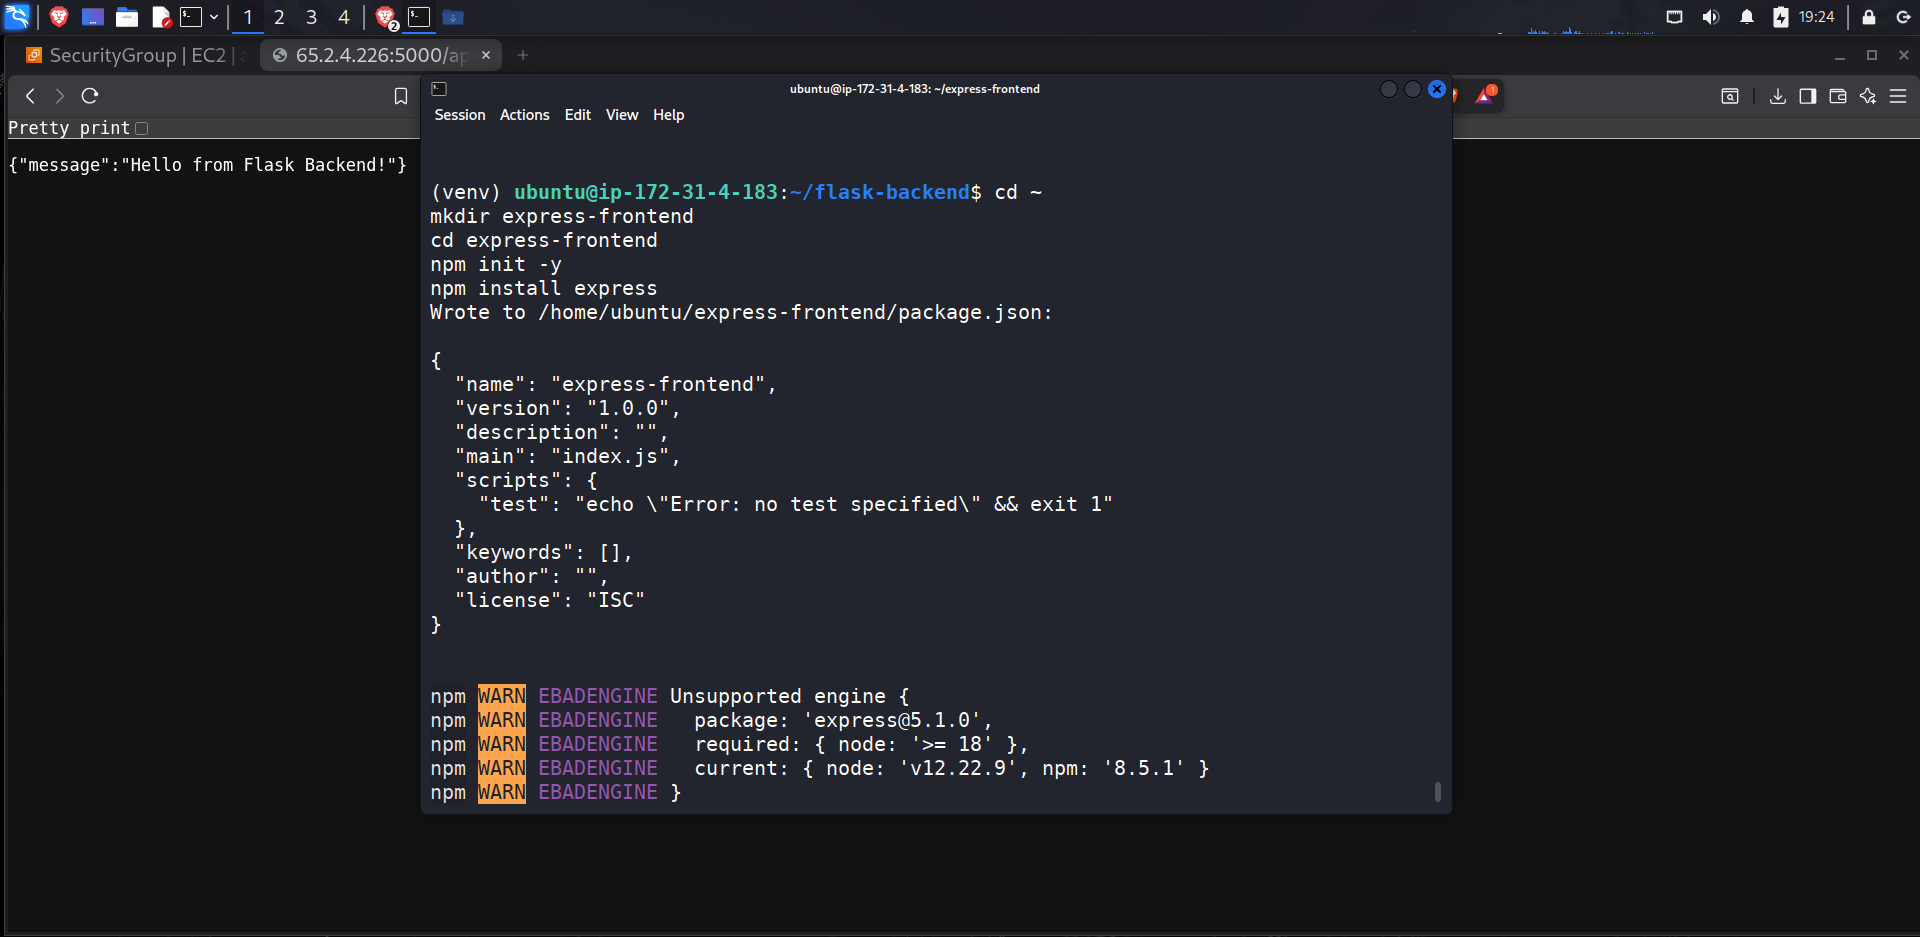 1 2 3 4
2
19:24
SecurityGroup | EC2 |
65.2.4.226:5000/ap
1
Pretty print
{"message":"Hello from Flask Backend!"}
ubuntu@ip-172-31-4-183: ~/express-frontend
Session Actions Edit View Help
(venv) ubuntu@ip-172-31-4-183:~/flask-backend$ cd ~
mkdir express-frontend
cd express-frontend
npm init -y
npm install express
Wrote to /home/ubuntu/express-frontend/package.json:
{
"name": "express-frontend",
"version": "1.0.0",
"description": "",
"main": "index.js",
"scripts": {
"test": "echo \"Error: no test specified\" && exit 1"
},
"keywords": [],
"author": "",
"license": "ISC"
}
npm WARN EBADENGINE Unsupported engine {
npm WARN EBADENGINE   package: 'express@5.1.0',
npm WARN EBADENGINE   required: { node: '>= 18' },
npm WARN EBADENGINE   current: { node: 'v12.22.9', npm: '8.5.1' }
npm WARN EBADENGINE }